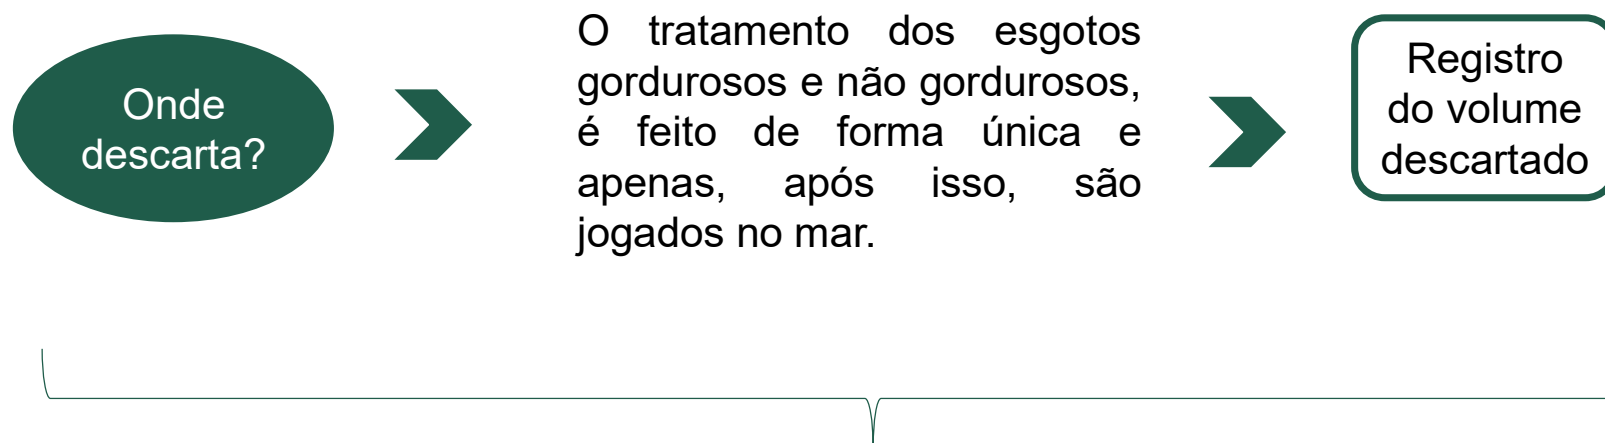 Onde
descarta?
O tratamento dos esgotos
gordurosos e não gordurosos,
é feito de forma única e
apenas, após isso, são
jogados no mar.
Registro
do volume
descartado